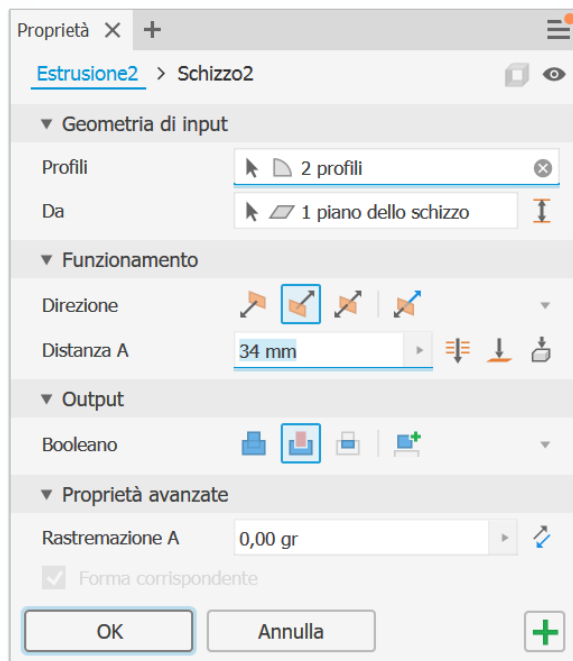 Proprietà
Estrusione2 > Schizzo2
Geometria di input
Profili 2 profili
Da 1 piano dello schizzo
Funzionamento
Direzione
Distanza A 34 mm
Output
Booleano
Proprietà avanzate
Rastremazione A 0,00 gr
Forma corrispondente
OK Annulla